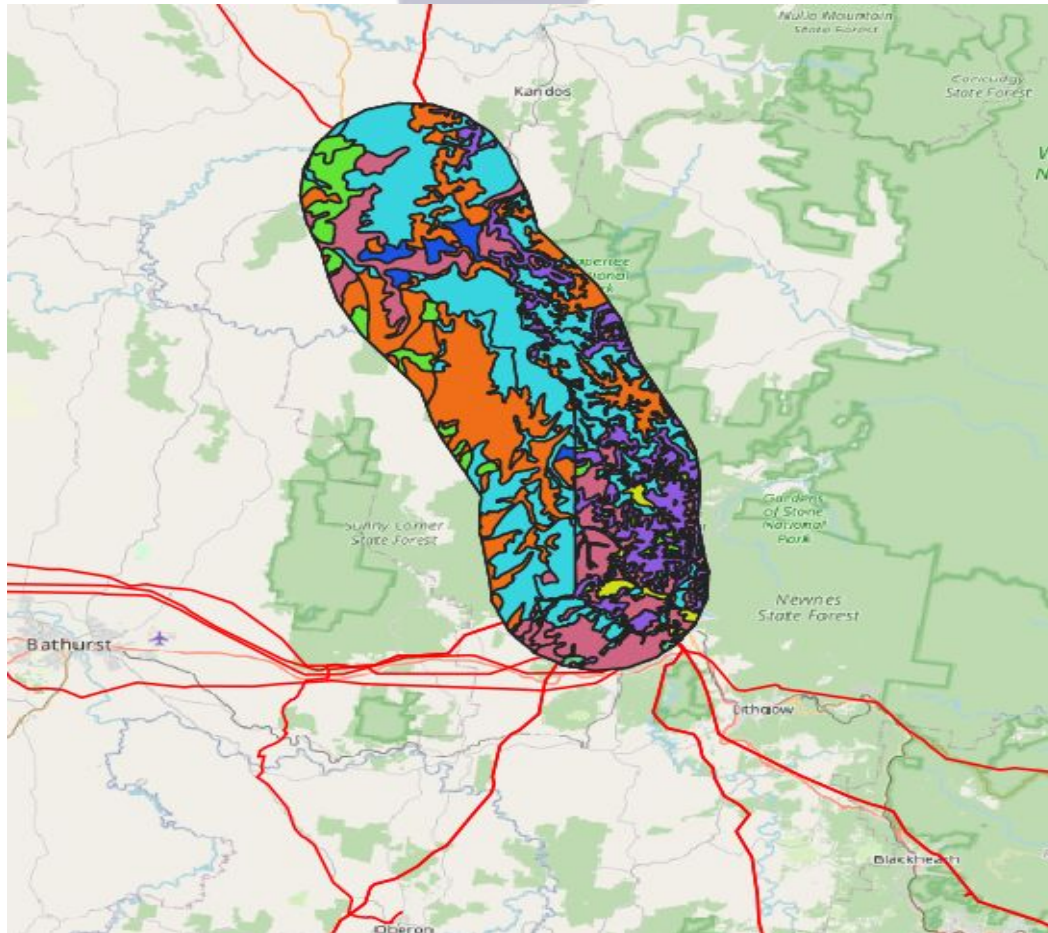 Nullo Mountain
State Forest
Coricudgy
State Forest
Kandos
W
N
Gardens
of Stone
National
Park
Sunny Corner
State Forest
Newnes
State Forest
Bathurst
Lithgow
Blackheath
Oberon